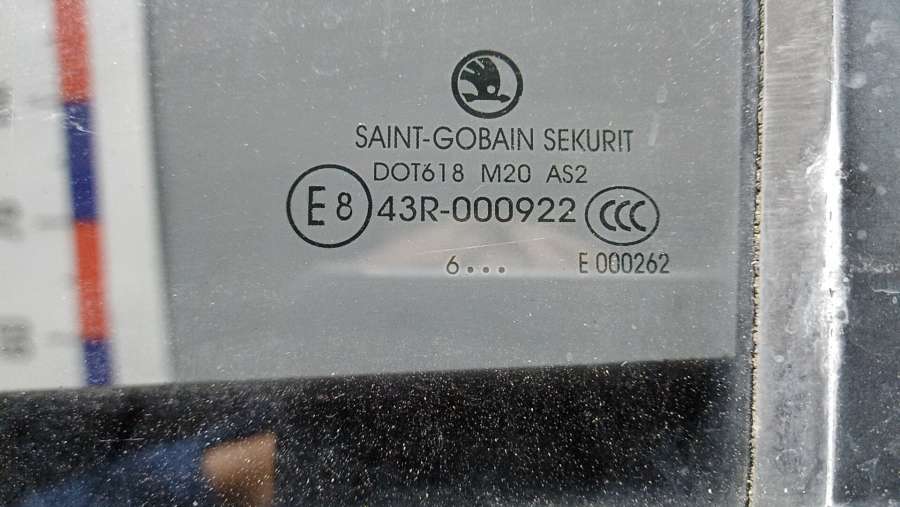 SAINT-GOBAIN SEKURIT
DOT618 M20 AS2
E8 43R-000922 CCC
6... E 000262